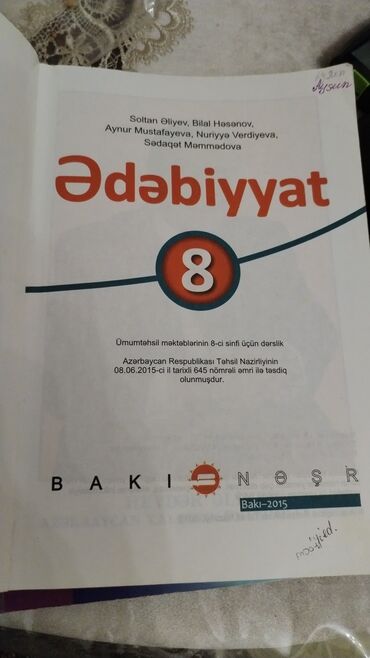 Aysun
Soltan Əliyev, Bilal Həsənov,
Aynur Mustafayeva, Nuriyyə Verdiyeva,
Sədaqət Məmmədova
Ədəbiyyat
8
Ümumtəhsil məktəblərinin 8-ci sinfi üçün dərslik
Azərbaycan Respublikası Təhsil Nazirliyinin
08.06.2015-ci il tarixli 645 nömrəli əmri ilə təsdiq
olunmuşdur.
BAKI NƏŞR
Bakı–2015